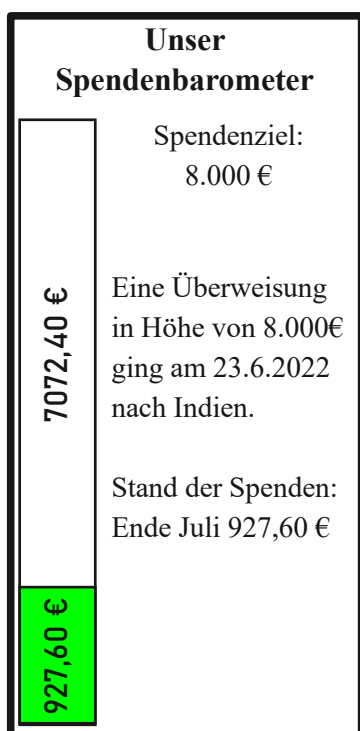 Unser
Spendenbarometer
Spendenziel:
8.000 €
7072,40 €
Eine Überweisung
in Höhe von 8.000€
ging am 23.6.2022
nach Indien.
Stand der Spenden:
Ende Juli 927,60 €
927,60 €